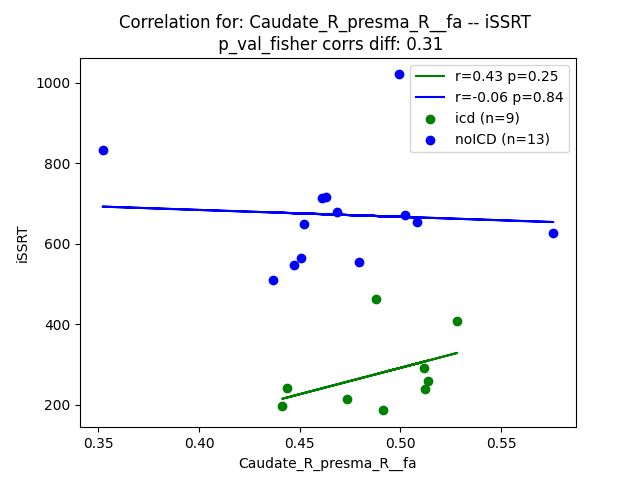 Correlation for: Caudate_R_presma_R__fa -- iSSRT
p_val_fisher corrs diff: 0.31
r=0.43 p=0.25
r=-0.06 p=0.84
icd (n=9)
noICD (n=13)
1000
800
600
400
200
iSSRT
0.35 0.40 0.45 0.50 0.55
Caudate_R_presma_R__fa